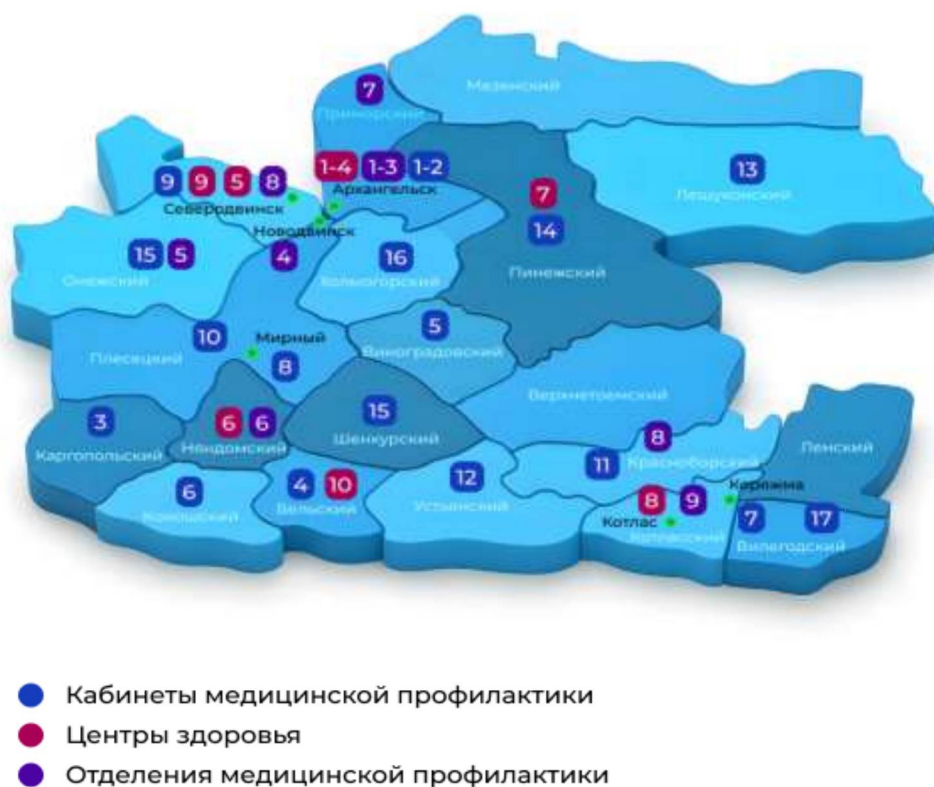 7
Мезенский
Приморский
1-4 1-3 1-2
13
9 9 5 8
Архангельск
7
Лешуконский
Северодвинск
Новодвинск
14
15 5
4
16
Онежский
Холмогорский
Пинежский
5
10
Мирный
Плесецкий
8
Виноградовский
Верхнетоемский
3
6 6
15
8
Каргопольский
Няндомский
Шенкурский
11
Красноборский
Ленский
6
4 10
12
8 9
Коряжма
Коношский
Вельский
Устьянский
Котлас
Котласский
7 17
Вилегодский
Кабинеты медицинской профилактики
Центры здоровья
Отделения медицинской профилактики